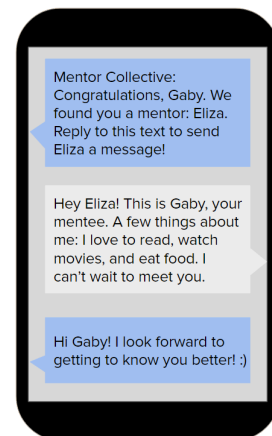 Mentor Collective:
Congratulations, Gaby. We
found you a mentor: Eliza.
Reply to this text to send
Eliza a message!
Hey Eliza! This is Gaby, your
mentee. A few things about
me: I love to read, watch
movies, and eat food. I
can't wait to meet you.
Hi Gaby! I look forward to
getting to know you better! :)